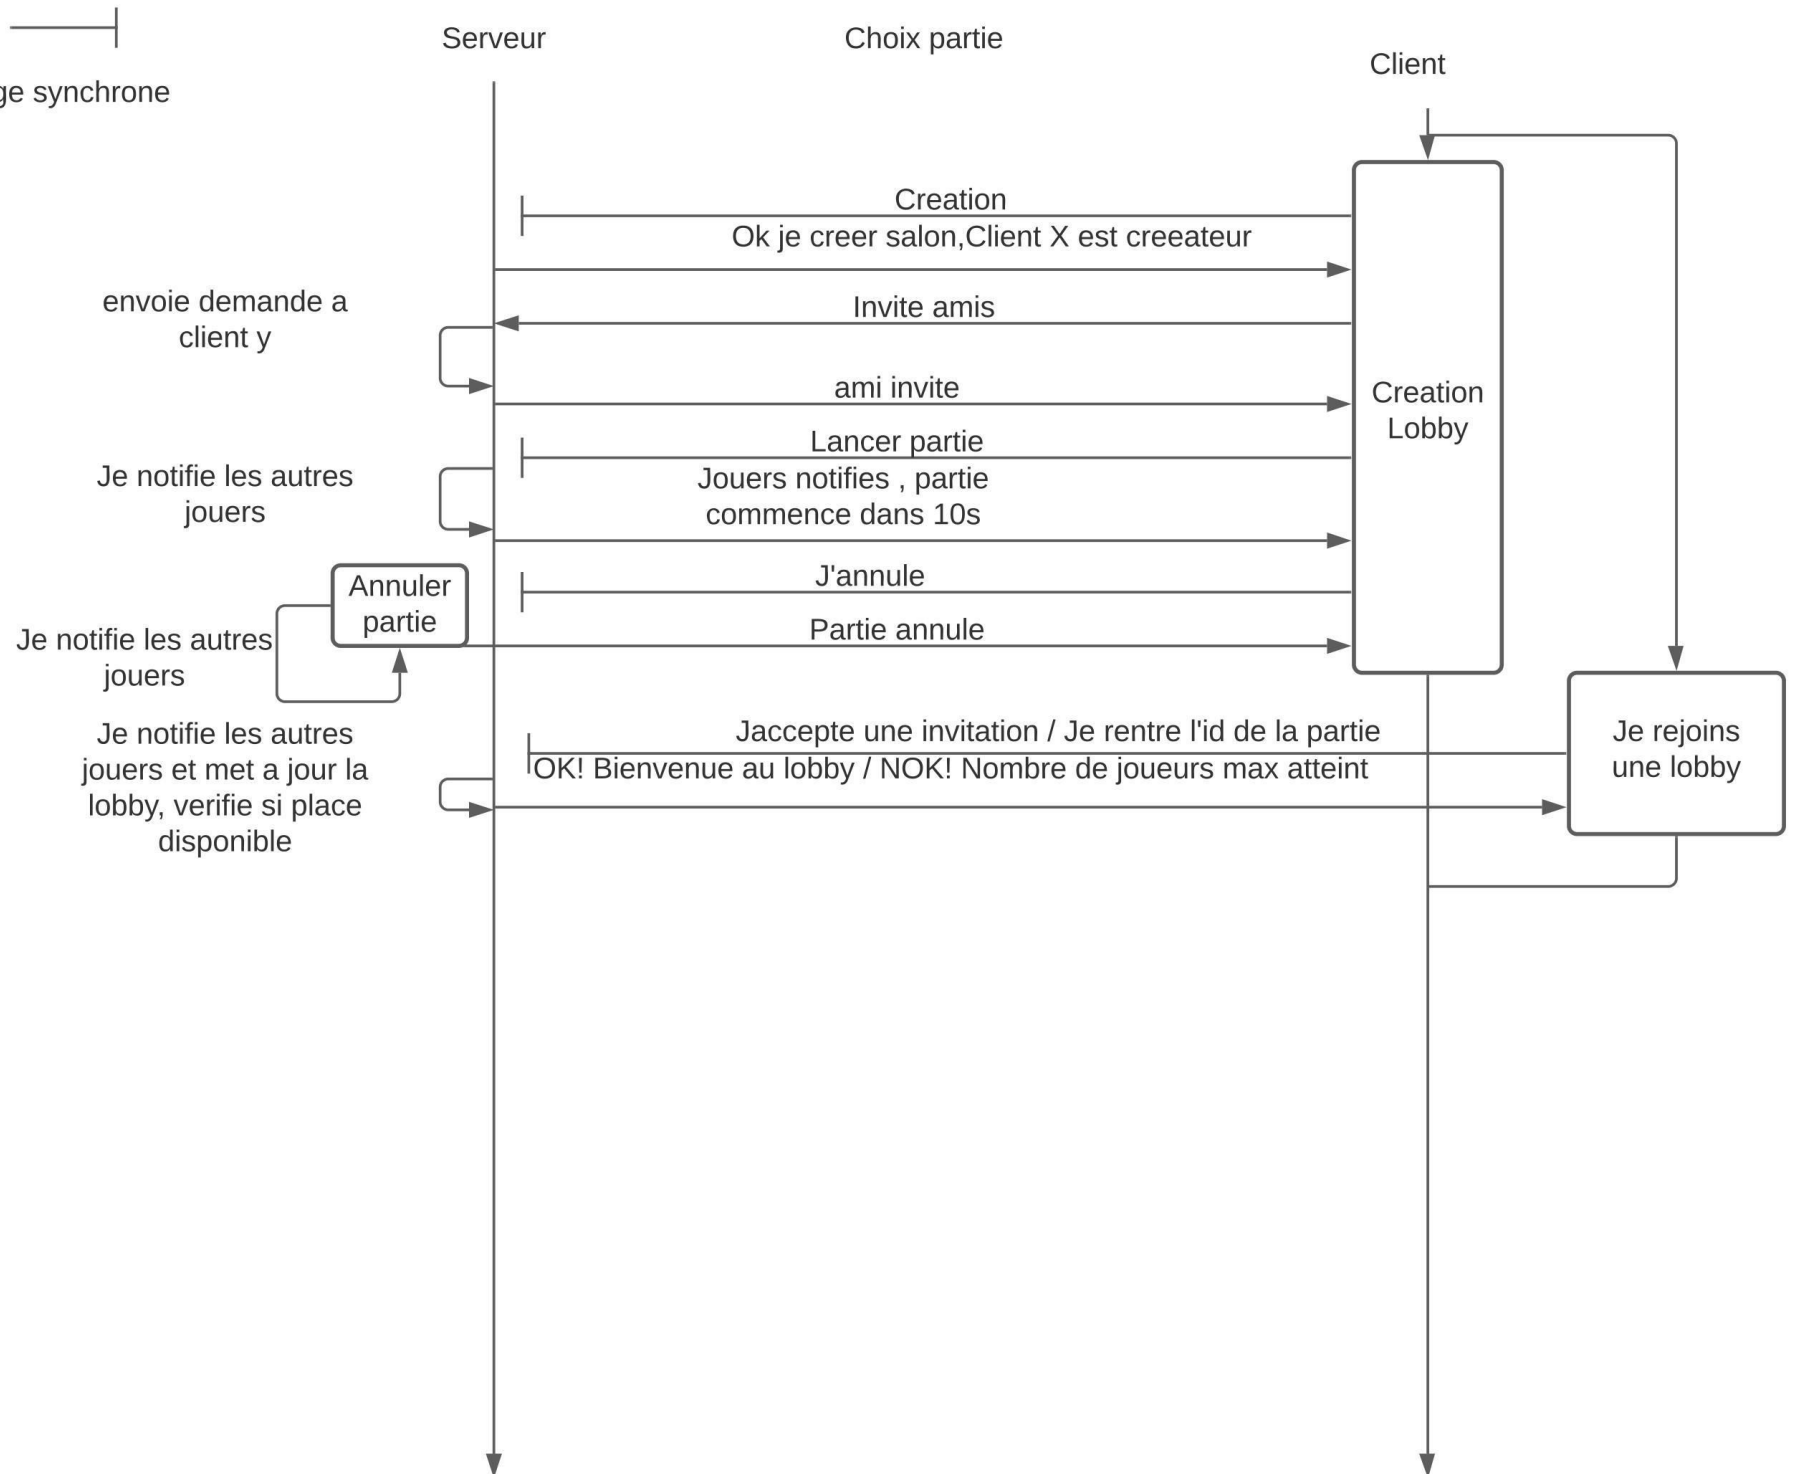 Serveur
Choix partie
Client
ge synchrone
Creation
Ok je creer salon,Client X est creeateur
envoie demande a
client y
Invite amis
ami invite
Creation
Lobby
Lancer partie
Je notifie les autres
jouers
Jouers notifies , partie
commence dans 10s
Annuler
partie
J'annule
Je notifie les autres
jouers
Partie annule
Je notifie les autres
jouers et met a jour la
lobby, verifie si place
disponible
Jaccepte une invitation / Je rentre l'id de la partie
OK! Bienvenue au lobby / NOK! Nombre de joueurs max atteint
Je rejoins
une lobby